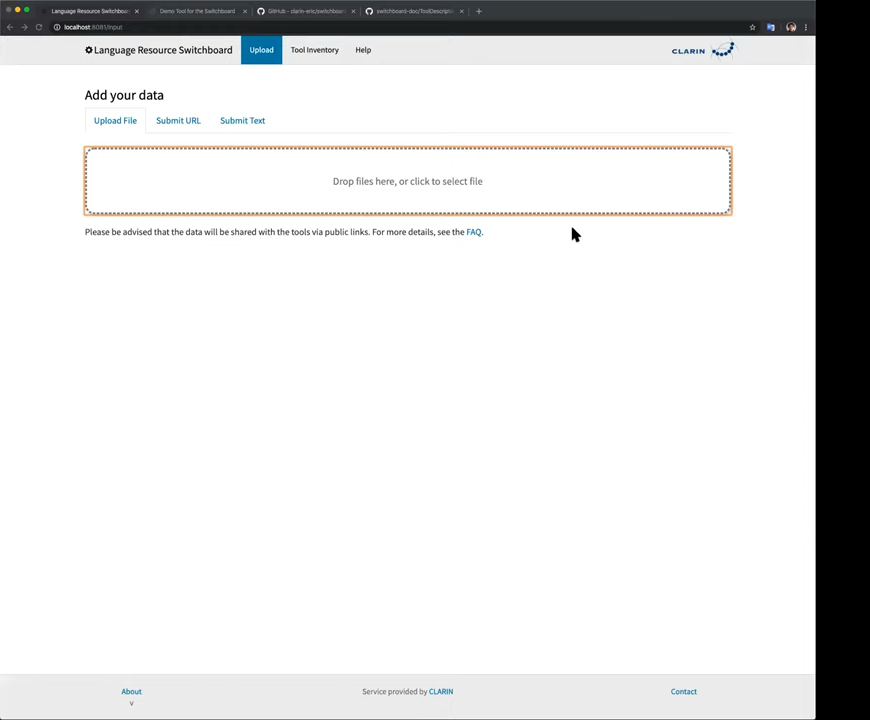 Language Resource Switchboard
Demo Tool for the Switchboard
GitHub - clarin-eric/switchboard
switchboard-doc/ToolDescripti
localhost:8081/input
Language Resource Switchboard
Upload
Tool Inventory
Help
CLARIN
Add your data
Upload File
Submit URL
Submit Text
Drop files here, or click to select file
Please be advised that the data will be shared with the tools via public links. For more details, see the FAQ.
About
Service provided by CLARIN
Contact
v